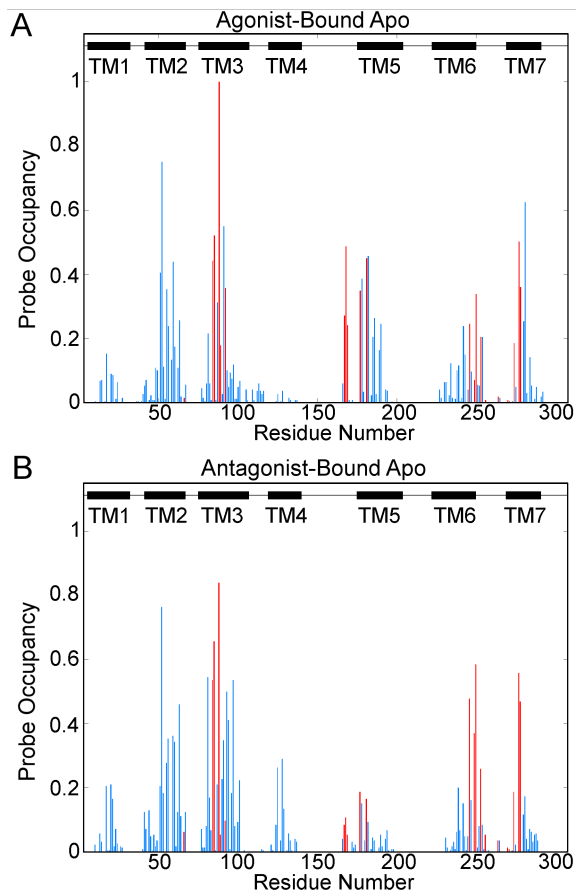 A
Agonist-Bound Apo
TM1 TM2 TM3 TM4 TM5 TM6 TM7
1
0.8
0.6
0.4
0.2
0
Probe Occupancy
50 100 150 200 250 300
Residue Number
B
Antagonist-Bound Apo
TM1 TM2 TM3 TM4 TM5 TM6 TM7
1
0.8
0.6
0.4
0.2
0
Probe Occupancy
50 100 150 200 250 300
Residue Number